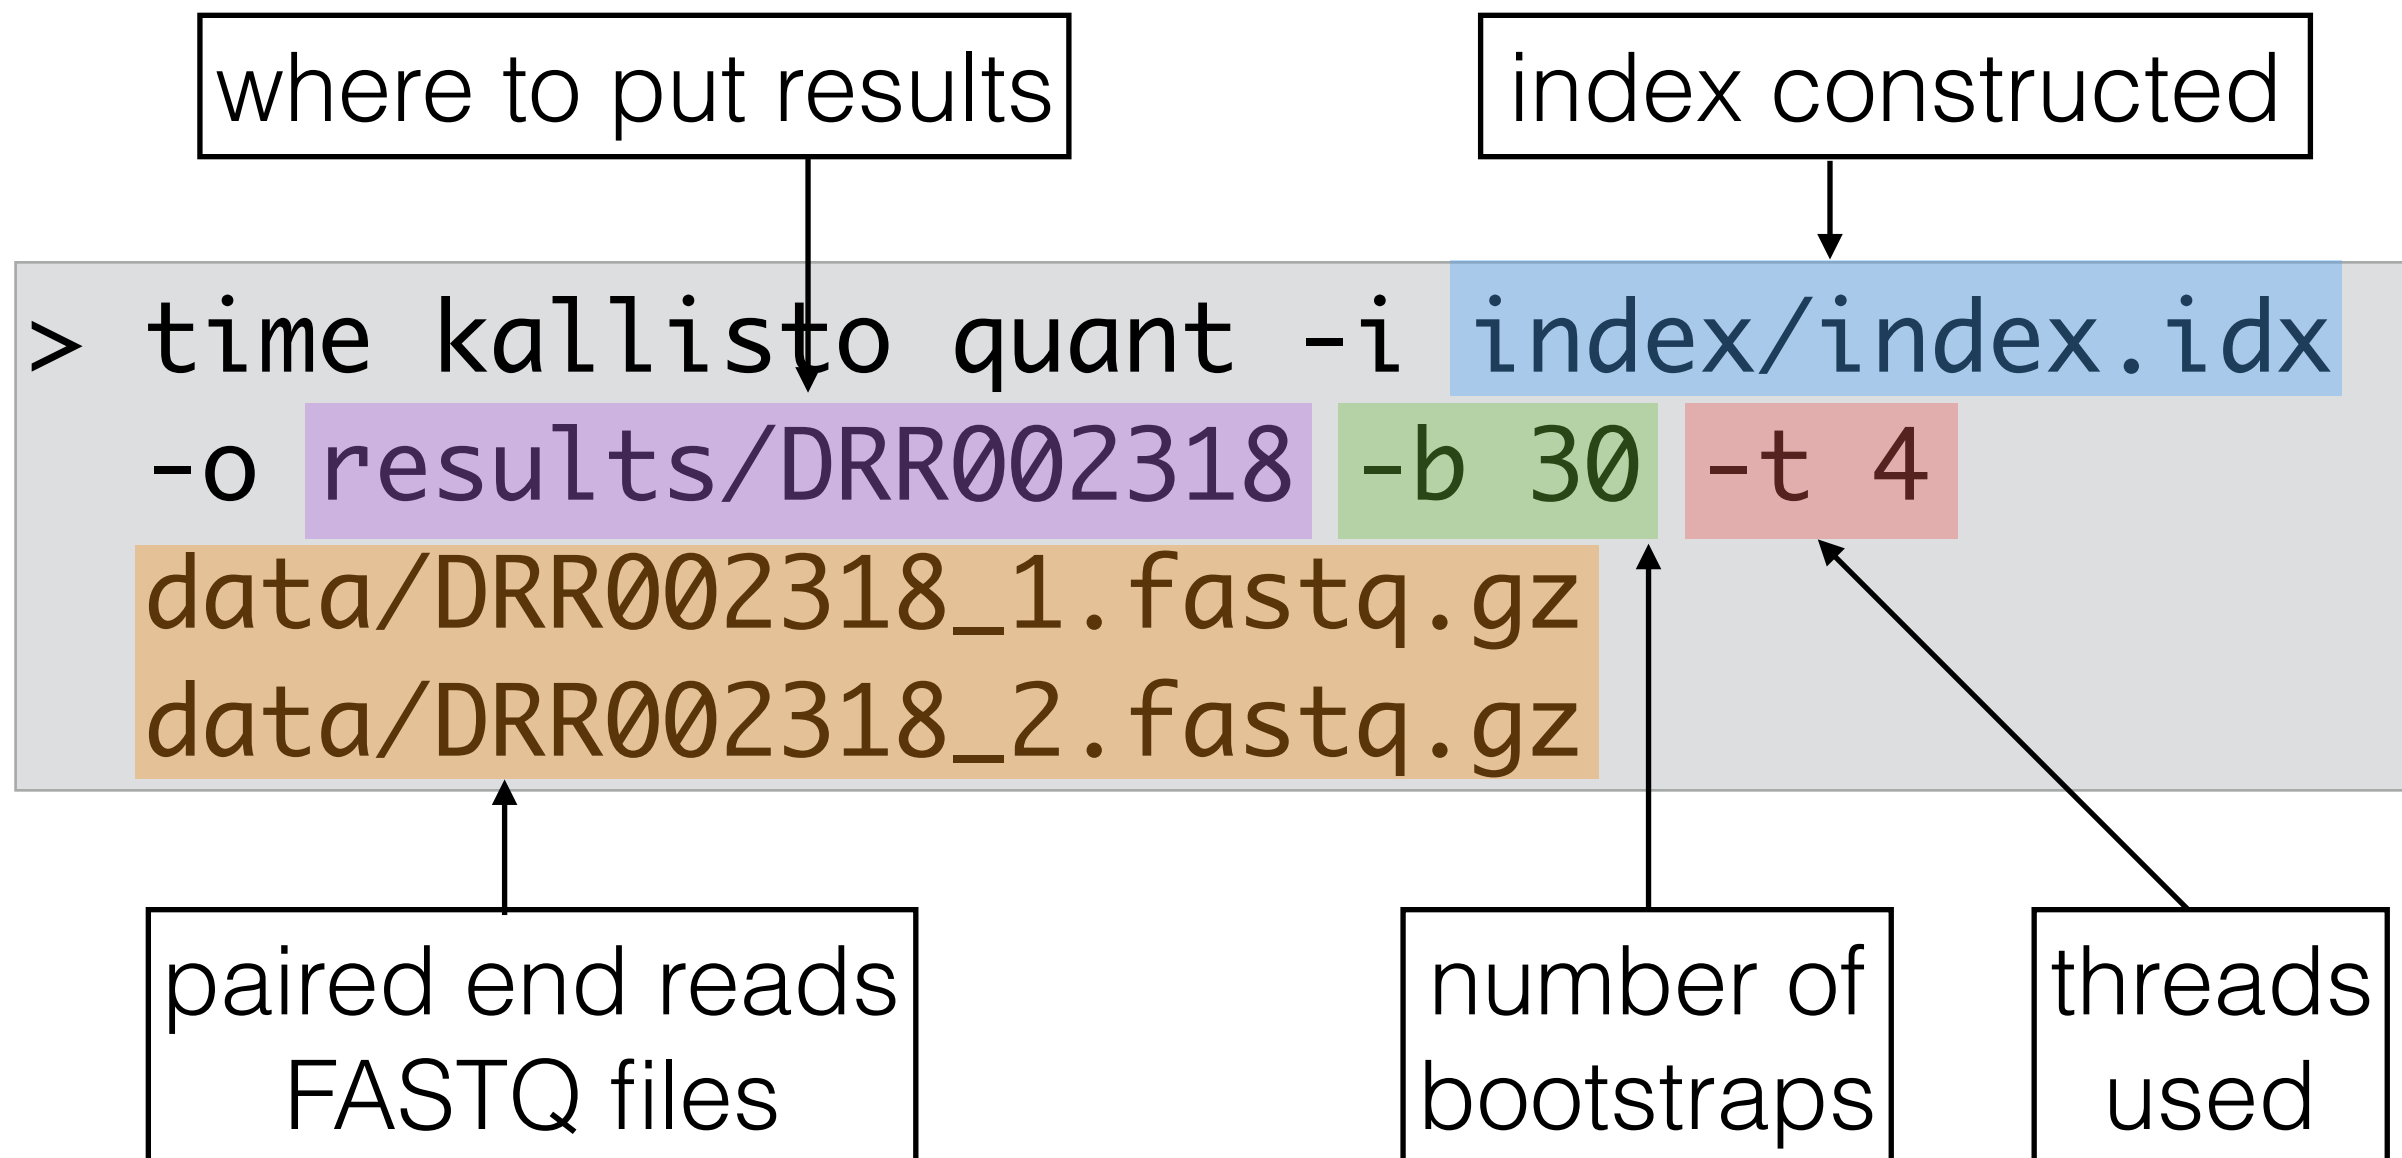 where to put results
index constructed
> time kallisto quant -i index/index.idx
-o results/DRR002318 -b 30 -t 4
data/DRR002318_1.fastq.gz
data/DRR002318_2.fastq.gz
paired end reads
FASTQ files
number of
bootstraps
threads
used